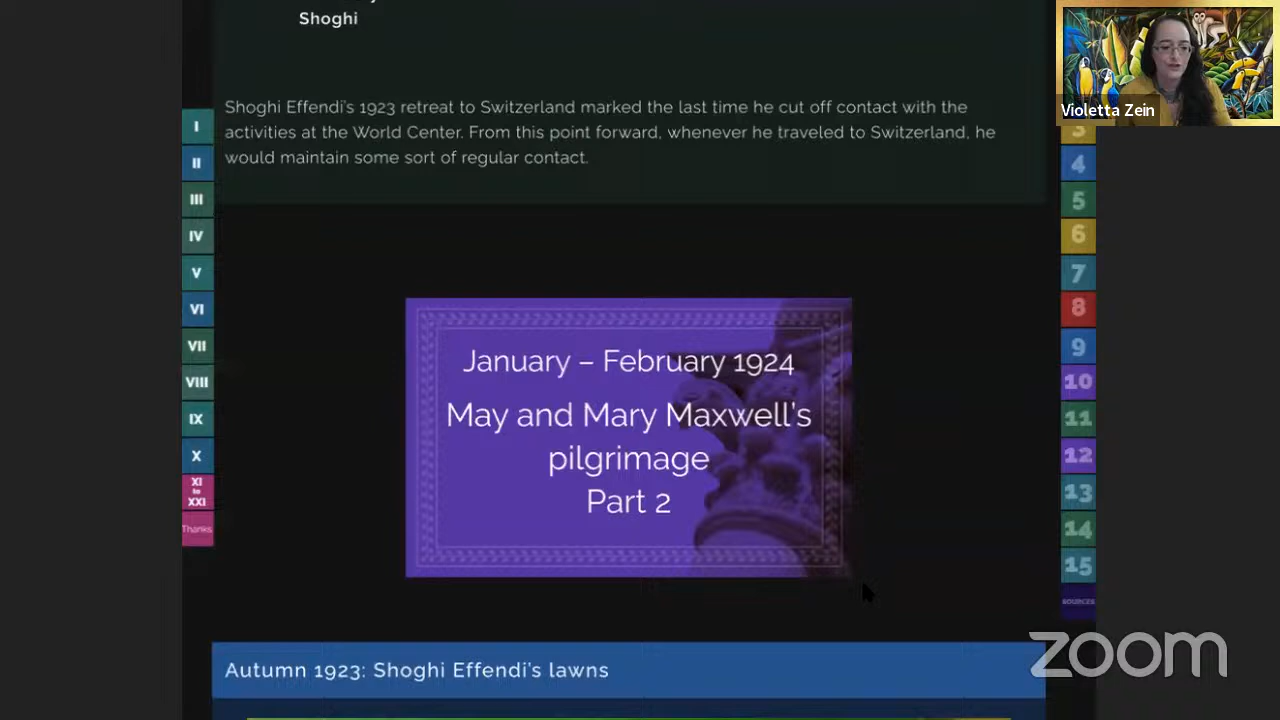 Shoghi
Shoghi Effendi's 1923 retreat to Switzerland marked the last time he cut off contact with the
activities at the World Center. From this point forward, whenever he traveled to Switzerland, he
would maintain some sort of regular contact.
I
II
III
IV
V
VI
VII
VIII
IX
X
XI
to
XXI
Thanks
January – February 1924
May and Mary Maxwell's
pilgrimage
Part 2
Autumn 1923: Shoghi Effendi's lawns
Violetta Zein
3
4
5
6
7
8
9
10
11
12
13
14
15
SOURCES
zoom